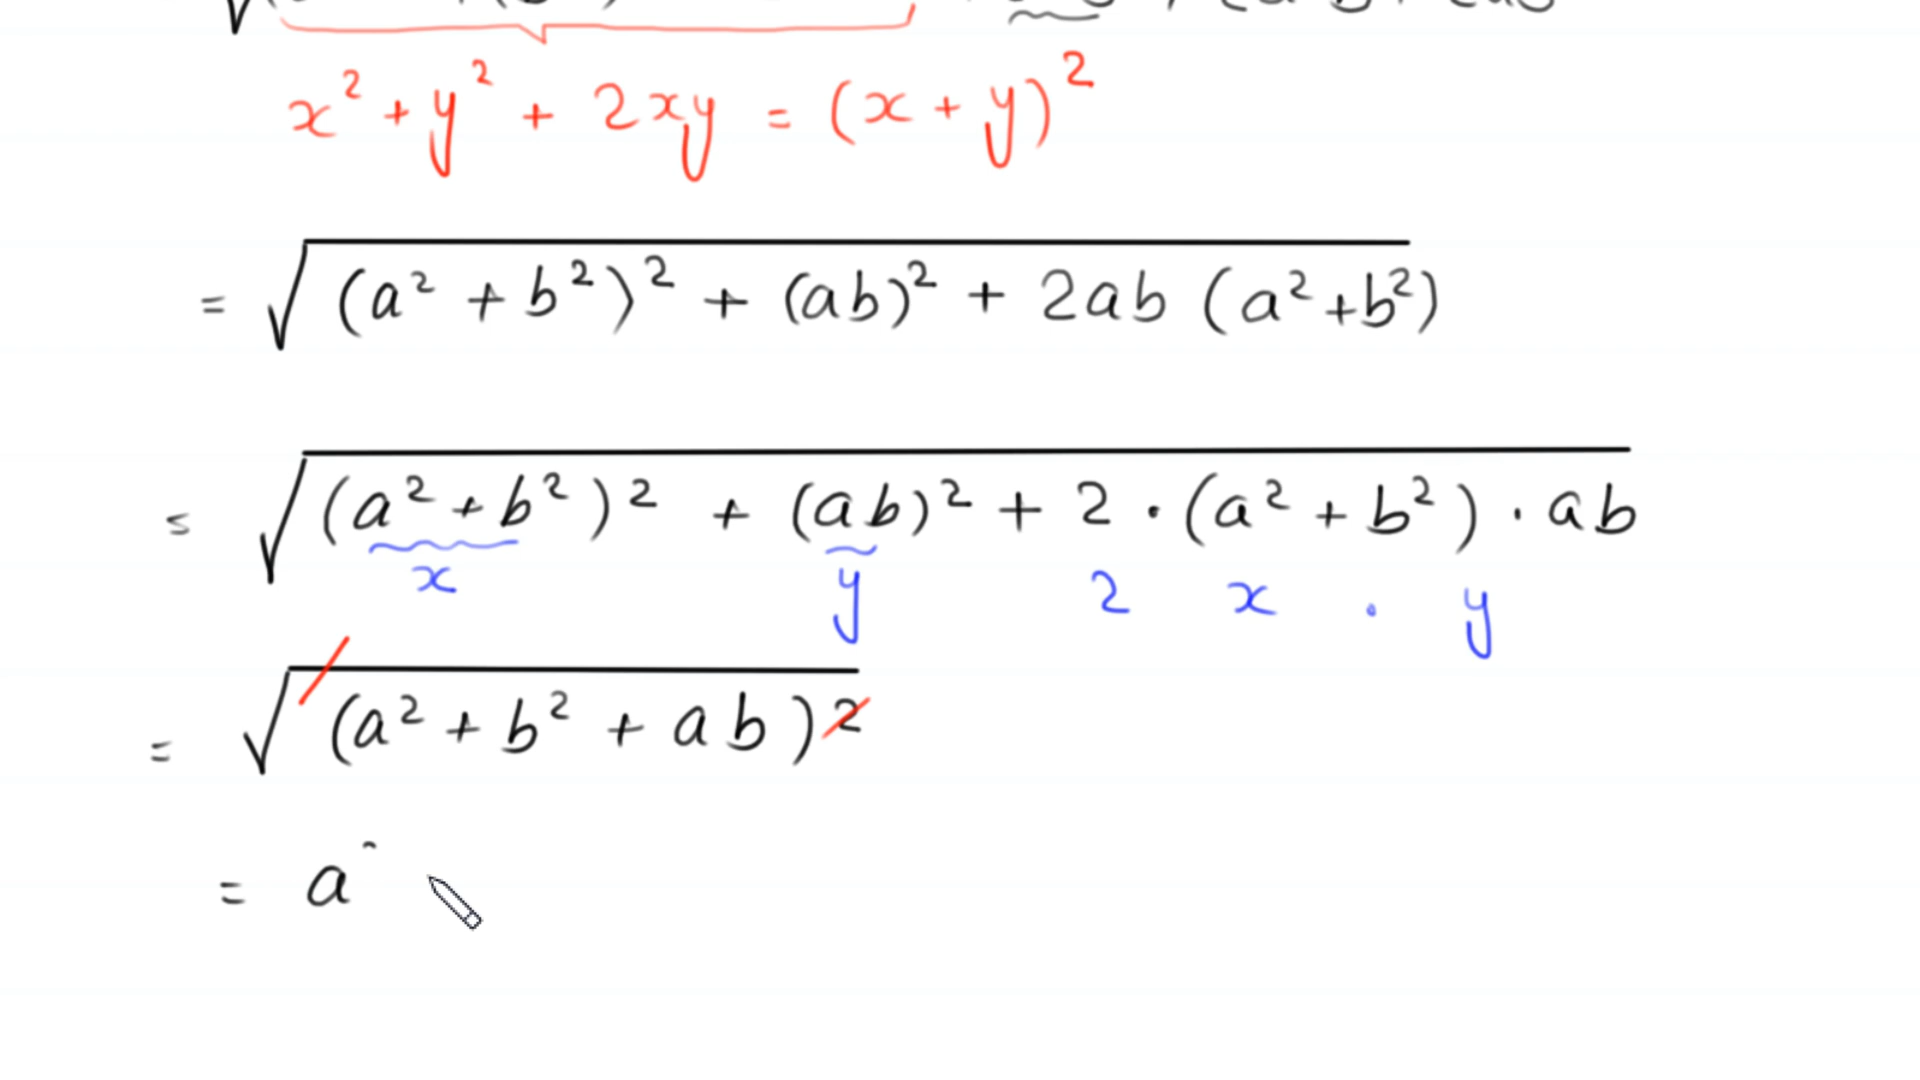 x² + y² + 2xy = (x + y)²
= √(a² + b²)² + (ab)² + 2ab (a²+b²)
= √(a² + b²)² + (ab)² + 2 · (a² + b²) · ab
x y 2 x · y
= √(a² + b² + ab)²
= a